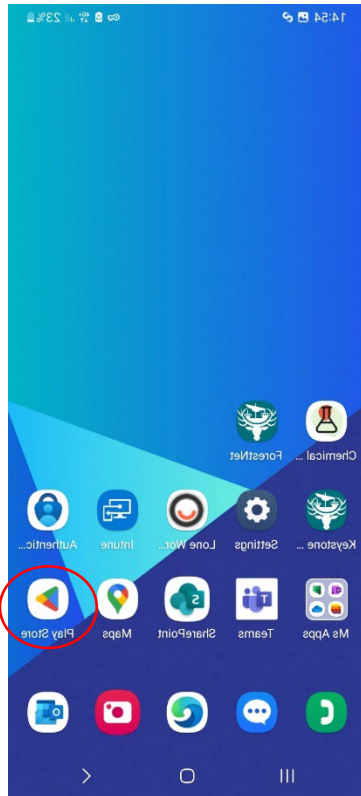 14:54 23%
Chemical ... ForestNet
Keystone ... Settings Lone Wor... Intune Authentic...
Ms Apps Teams SharePoint Maps Play Store